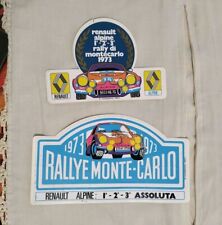 renault
alpine
1°-2°-3°
rally di
montécarlo
1973
RENAULT
ALPINE
1973 1973
RALLYE MONTE-CARLO
RENAULT ALPINE: 1°-2°-3° ASSOLUTA